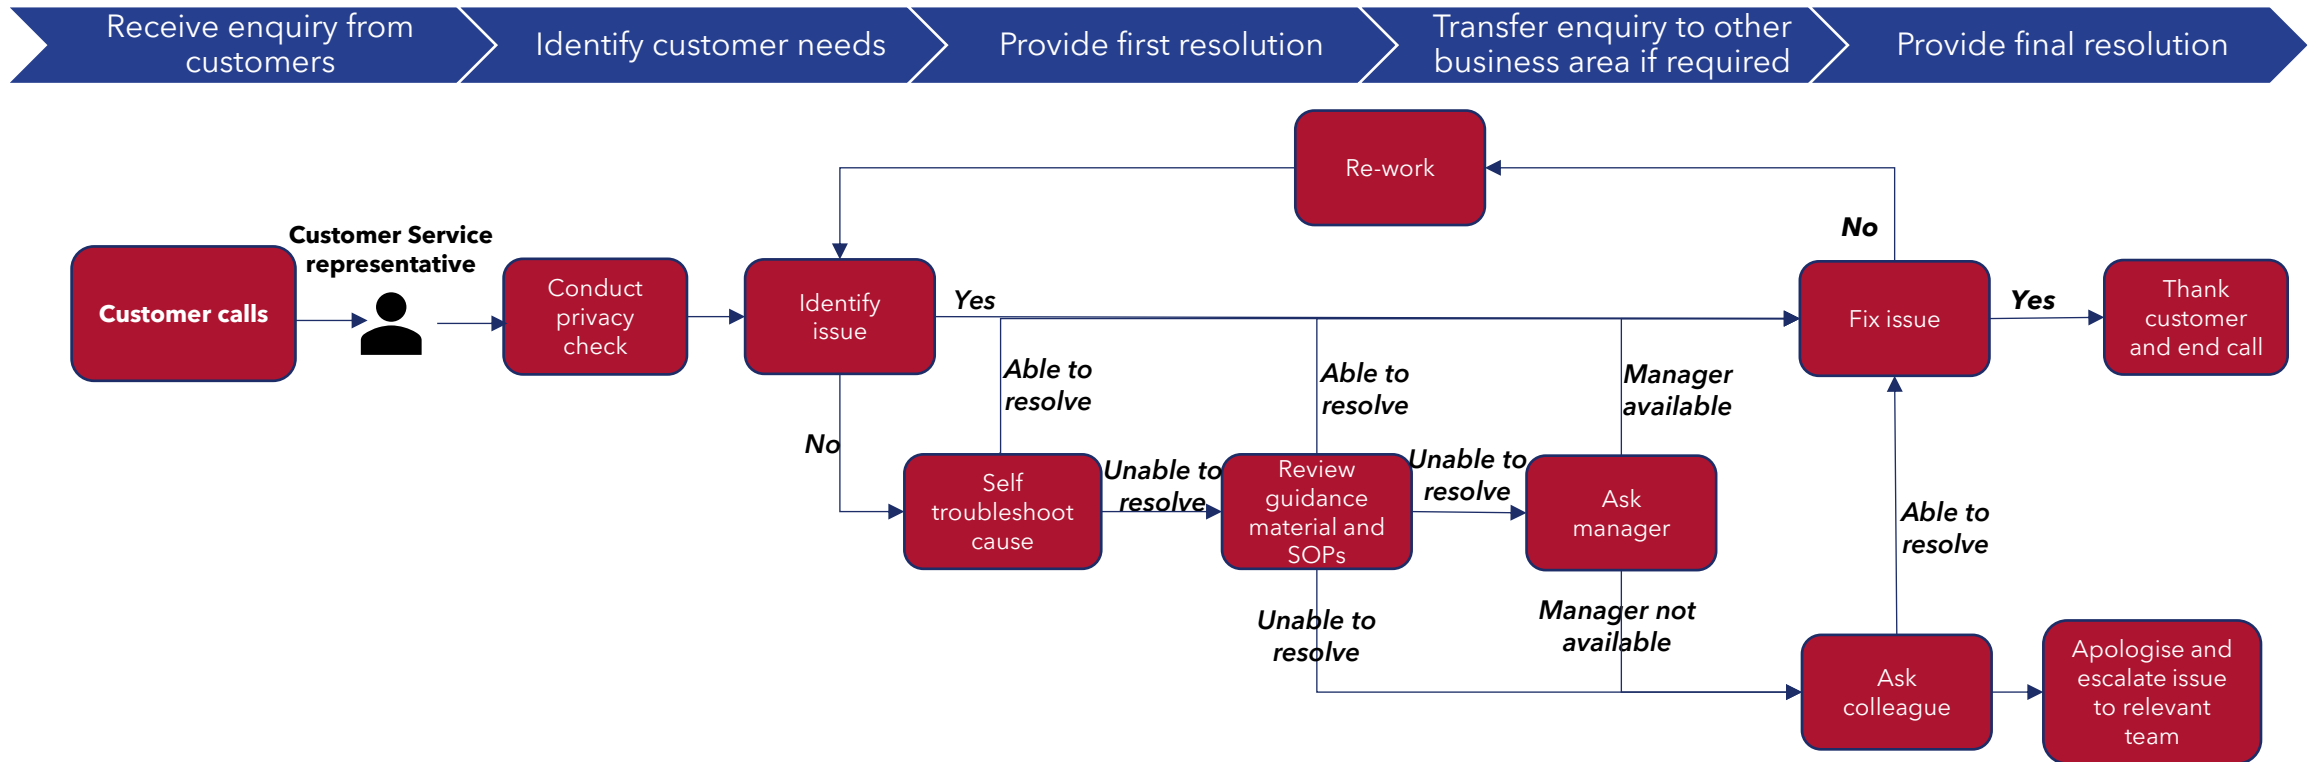 Receive enquiry from
customers
Identify customer needs
Provide first resolution
Transfer enquiry to other
business area if required
Provide final resolution
Re-work
Customer Service
representative
No
Customer calls
Conduct
privacy
check
Identify
issue
Yes
Fix issue
Yes
Thank
customer
and end call
Able to
resolve
Able to
resolve
Manager
available
No
Self
troubleshoot
cause
Unable to
resolve
Review
guidance
material and
SOPs
Unable to
resolve
Ask
manager
Able to
resolve
Unable to
resolve
Manager not
available
Ask
colleague
Apologise and
escalate issue
to relevant
team